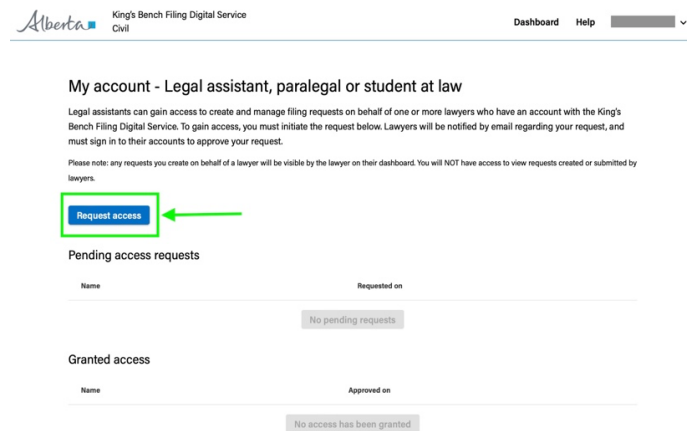 Alberta
King's Bench Filing Digital Service
Civil
Dashboard Help
My account - Legal assistant, paralegal or student at law
Legal assistants can gain access to create and manage filing requests on behalf of one or more lawyers who have an account with the King's
Bench Filing Digital Service. To gain access, you must initiate the request below. Lawyers will be notified by email regarding your request, and
must sign in to their accounts to approve your request.
Please note: any requests you create on behalf of a lawyer will be visible by the lawyer on their dashboard. You will NOT have access to view requests created or submitted by
lawyers.
Request access
Pending access requests
Name Requested on
No pending requests
Granted access
Name Approved on
No access has been granted